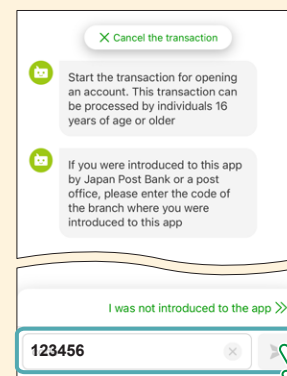 Cancel the transaction
Start the transaction for opening
an account. This transaction can
be processed by individuals 16
years of age or older
If you were introduced to this app
by Japan Post Bank or a post
office, please enter the code of
the branch where you were
introduced to this app
I was not introduced to the app
123456